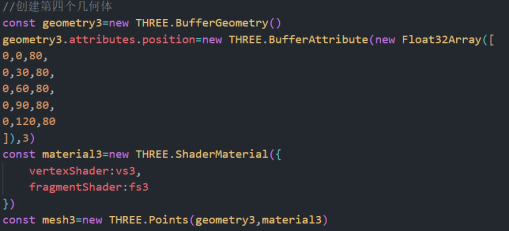 //创建第四个几何体
const geometry3=new THREE.BufferGeometry()
geometry3.attributes.position=new THREE.BufferAttribute(new Float32Array([
0,0,80,
0,30,80,
0,60,80,
0,90,80,
0,120,80
]),3)
const material3=new THREE.ShaderMaterial({
    vertexShader:vs3,
    fragmentShader:fs3
})
const mesh3=new THREE.Points(geometry3,material3)